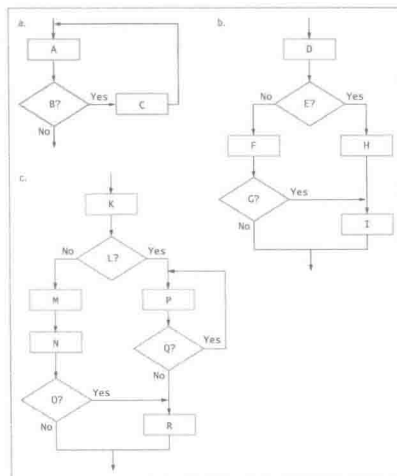 a.
A
B?
Yes
C
No
b.
D
No
E?
Yes
F
H
G?
Yes
No
I
c.
K
No
L?
Yes
M
P
N
Q?
Yes
No
O?
Yes
No
R